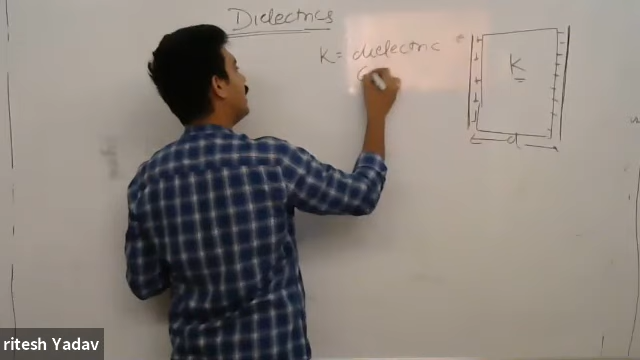 Dielectrics
K = dielectric
K
d
ritesh Yadav